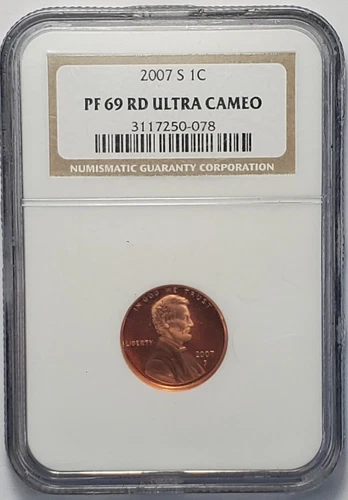 2007 S 1C
PF 69 RD ULTRA CAMEO
3117250-078
NUMISMATIC GUARANTY CORPORATION
IN GOD WE TRUST
LIBERTY
2007
S